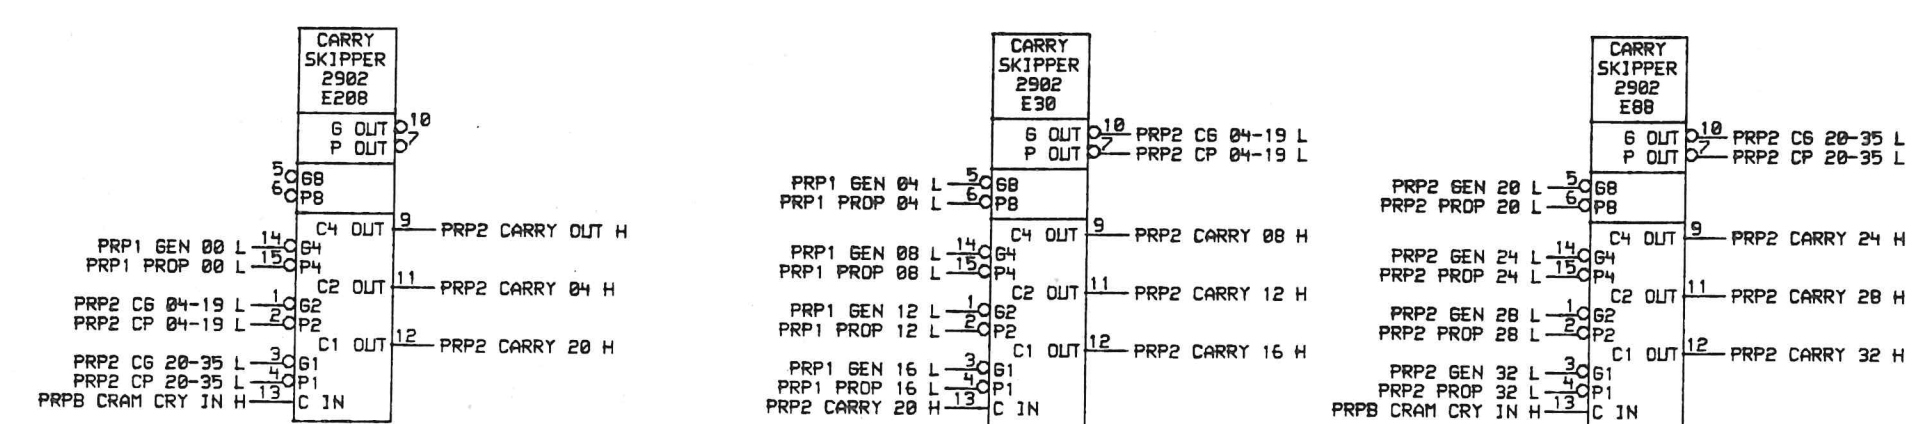 CARRY
SKIPPER
2902
E208
G OUT 10
P OUT 7
5 G8
6 P8
C4 OUT 9 PRP2 CARRY OUT H
PRP1 GEN 00 L 14 G4
PRP1 PROP 00 L 15 P4
C2 OUT 11 PRP2 CARRY 04 H
PRP2 CG 04-19 L 1 G2
PRP2 CP 04-19 L 2 P2
C1 OUT 12 PRP2 CARRY 20 H
PRP2 CG 20-35 L 3 G1
PRP2 CP 20-35 L 4 P1
PRPB CRAM CRY IN H 13 C IN
CARRY
SKIPPER
2902
E30
G OUT 10 PRP2 CG 04-19 L
P OUT 7 PRP2 CP 04-19 L
PRP1 GEN 04 L 5 G8
PRP1 PROP 04 L 6 P8
C4 OUT 9 PRP2 CARRY 08 H
PRP1 GEN 08 L 14 G4
PRP1 PROP 08 L 15 P4
C2 OUT 11 PRP2 CARRY 12 H
PRP1 GEN 12 L 1 G2
PRP1 PROP 12 L 2 P2
C1 OUT 12 PRP2 CARRY 16 H
PRP1 GEN 16 L 3 G1
PRP1 PROP 16 L 4 P1
PRP2 CARRY 20 H 13 C IN
CARRY
SKIPPER
2902
E88
G OUT 10 PRP2 CG 20-35 L
P OUT 7 PRP2 CP 20-35 L
PRP2 GEN 20 L 5 G8
PRP2 PROP 20 L 6 P8
C4 OUT 9 PRP2 CARRY 24 H
PRP2 GEN 24 L 14 G4
PRP2 PROP 24 L 15 P4
C2 OUT 11 PRP2 CARRY 28 H
PRP2 GEN 28 L 1 G2
PRP2 PROP 28 L 2 P2
C1 OUT 12 PRP2 CARRY 32 H
PRP2 GEN 32 L 3 G1
PRP2 PROP 32 L 4 P1
PRPB CRAM CRY IN H 13 C IN